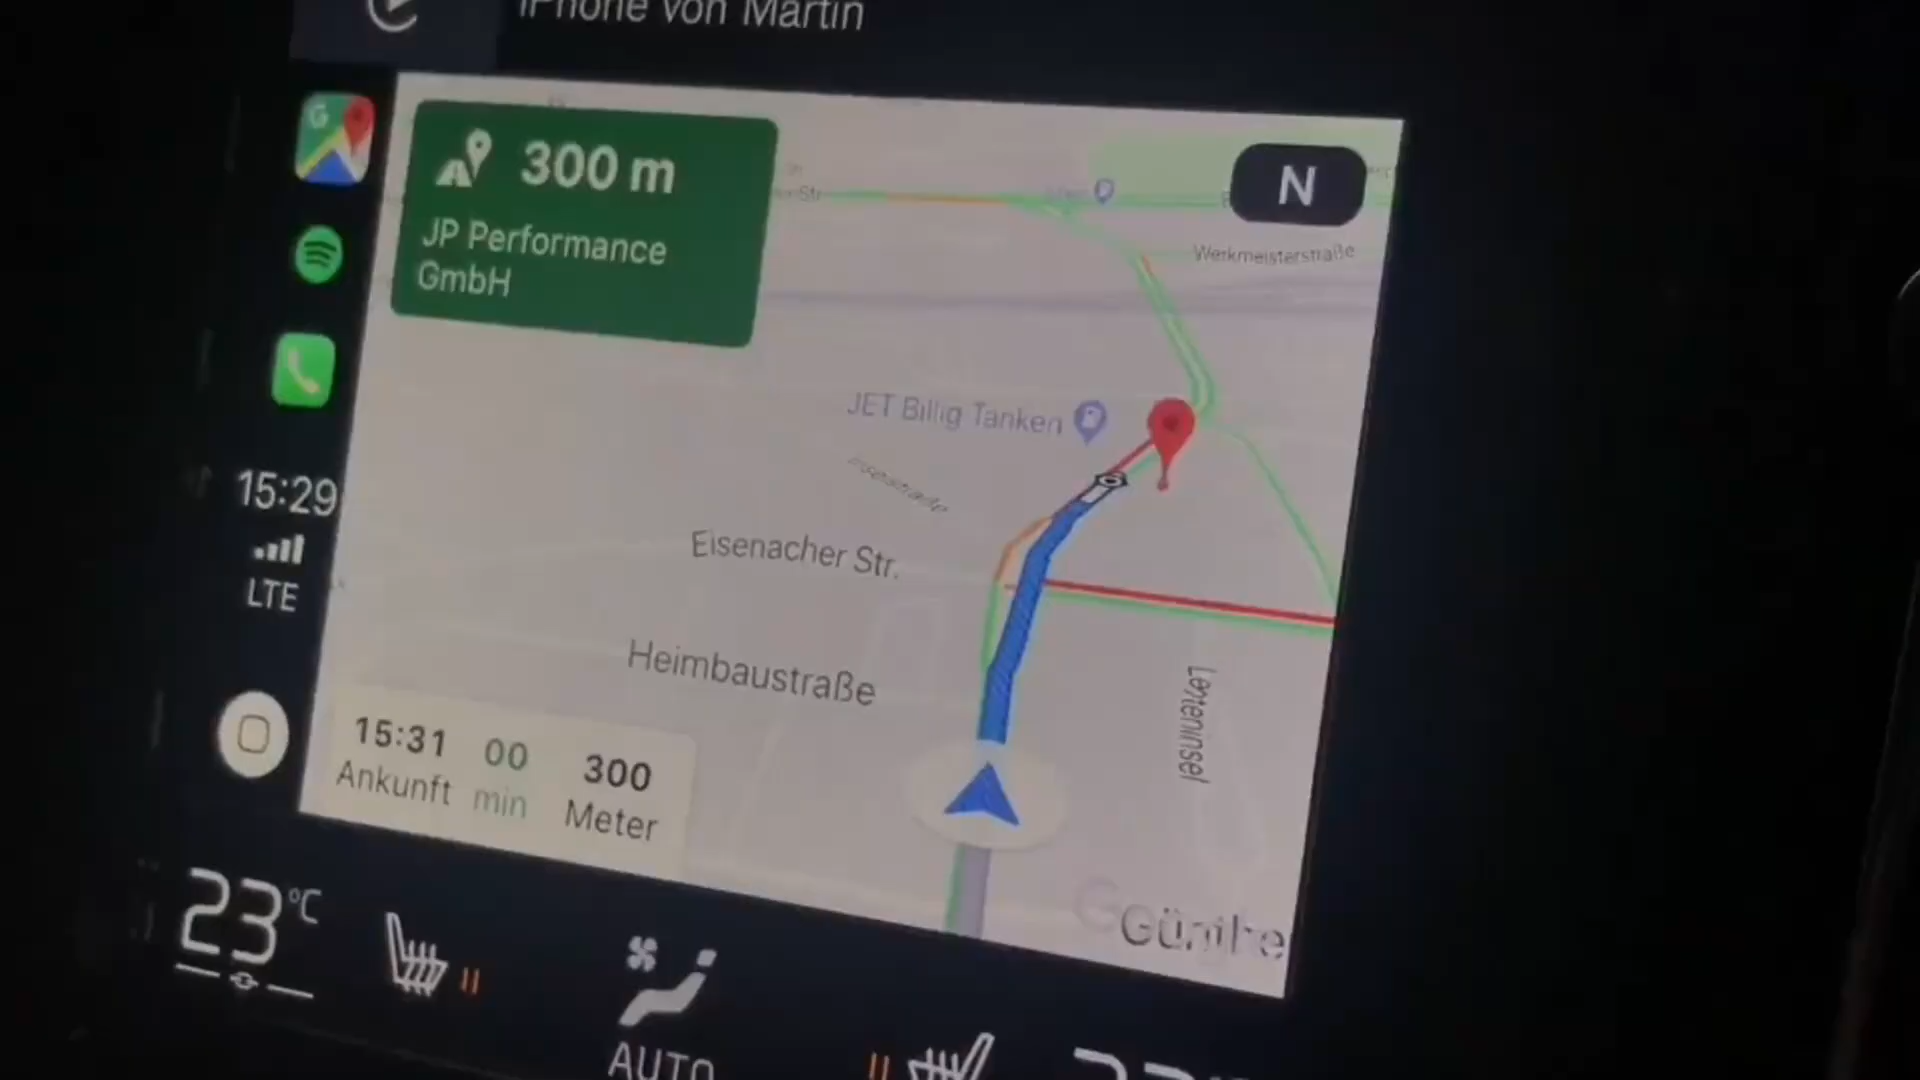 iPhone von Martin
300 m
JP Performance
GmbH
N
Werkmeisterstraße
JET Billig Tanken
15:29
LTE
Eisenacher Str.
Heimbaustraße
15:31
Ankunft
00
min
300
Meter
23 °C
AUTO